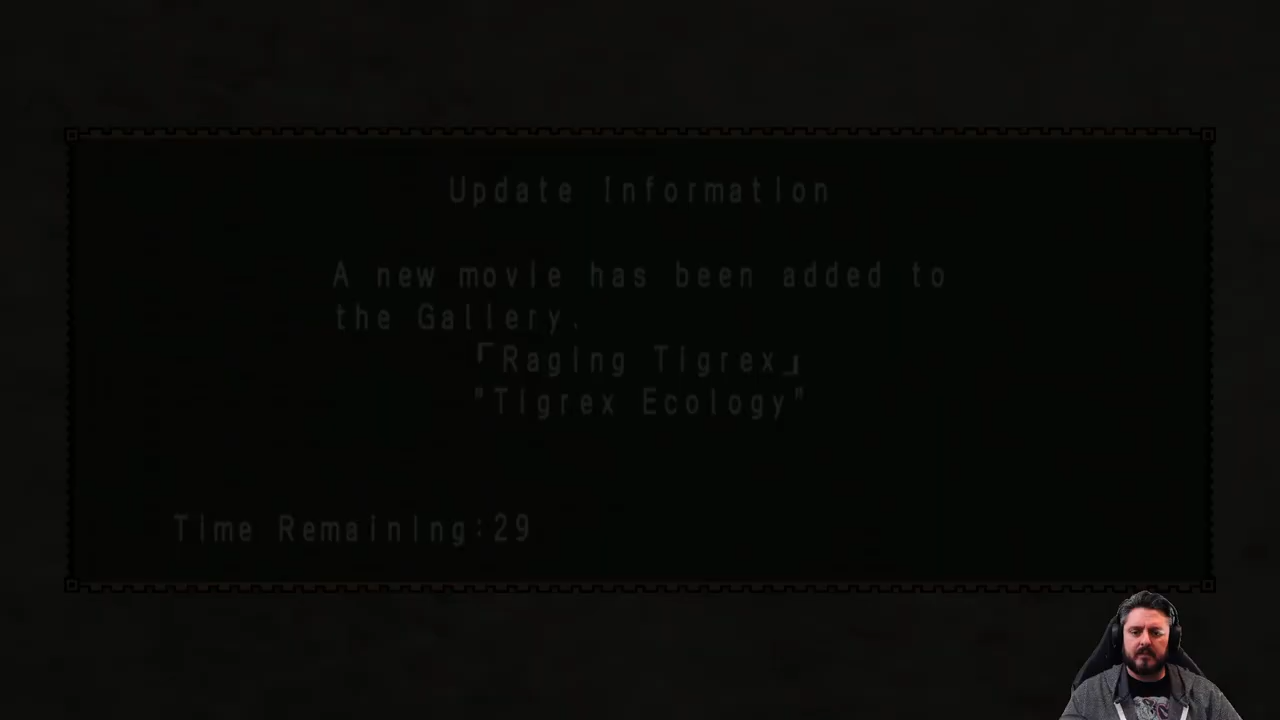 Update Information
A new movie has been added to
the Gallery.
「Raging Tigrex」
"Tigrex Ecology"
Time Remaining:29